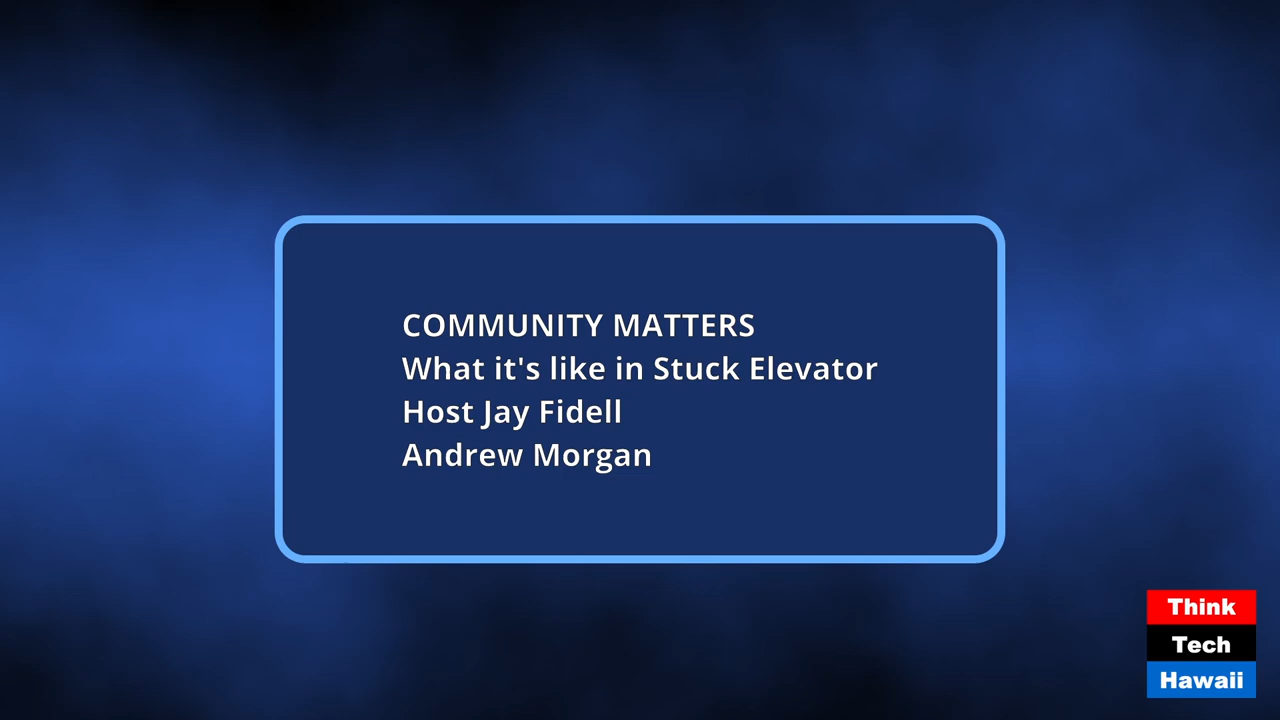 COMMUNITY MATTERS
What it's like in Stuck Elevator
Host Jay Fidell
Andrew Morgan
Think
Tech
Hawaii